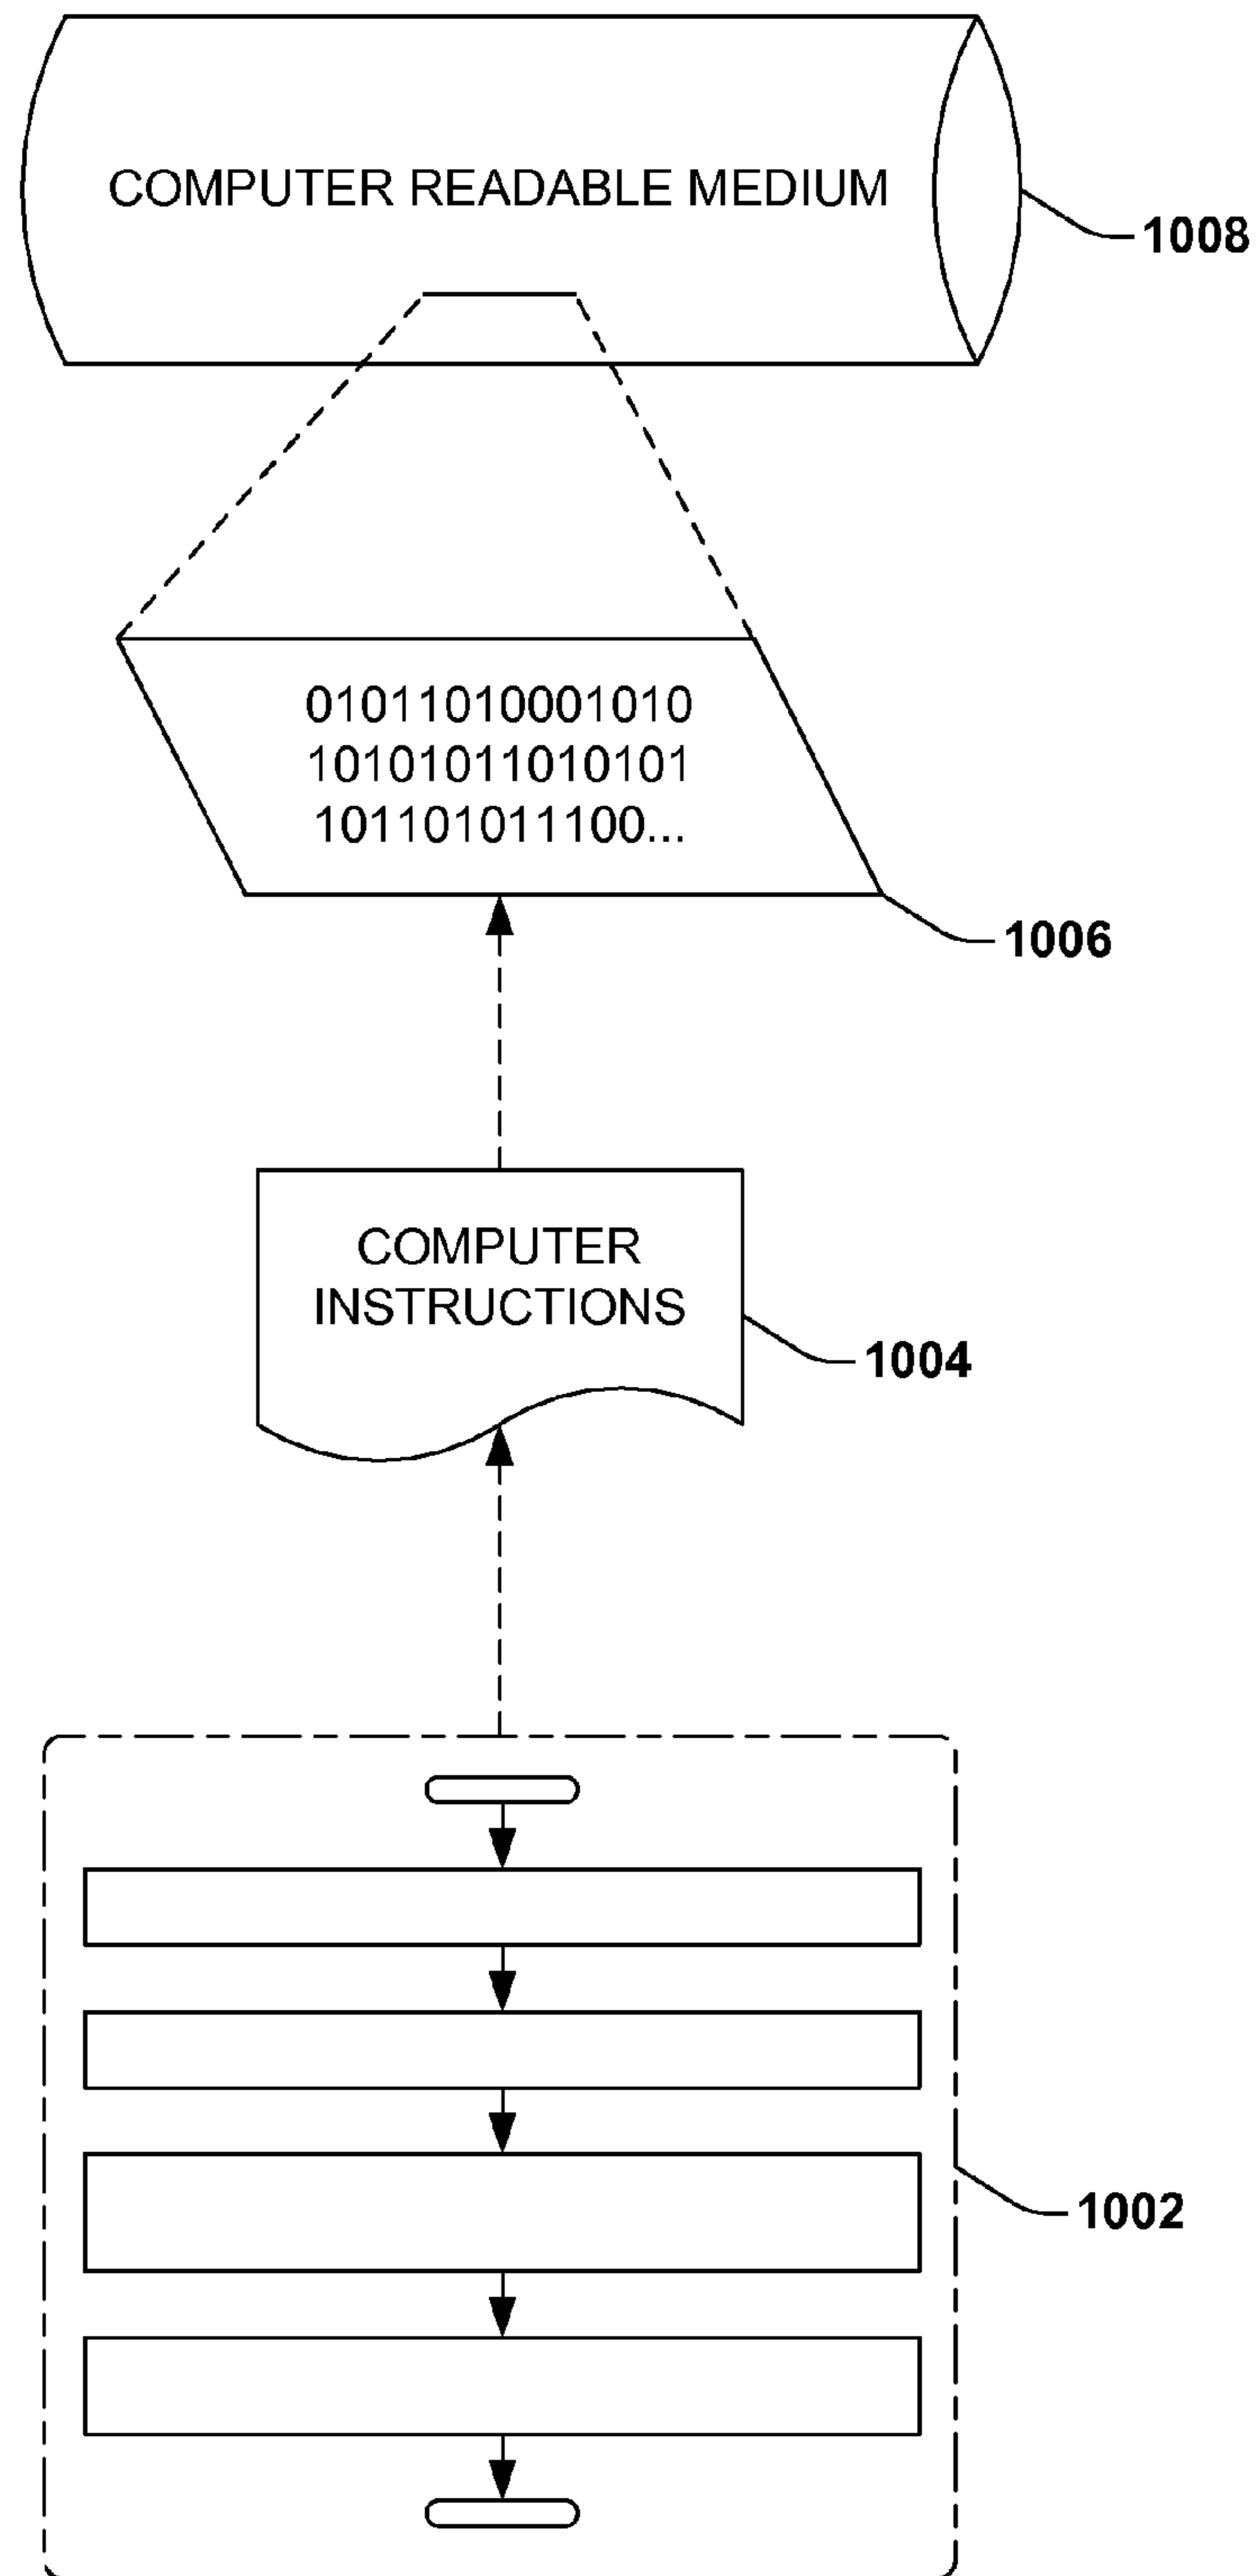 COMPUTER READABLE MEDIUM
1008
01011010001010
10101011010101
101101011100...
1006
COMPUTER
INSTRUCTIONS
1004
1002